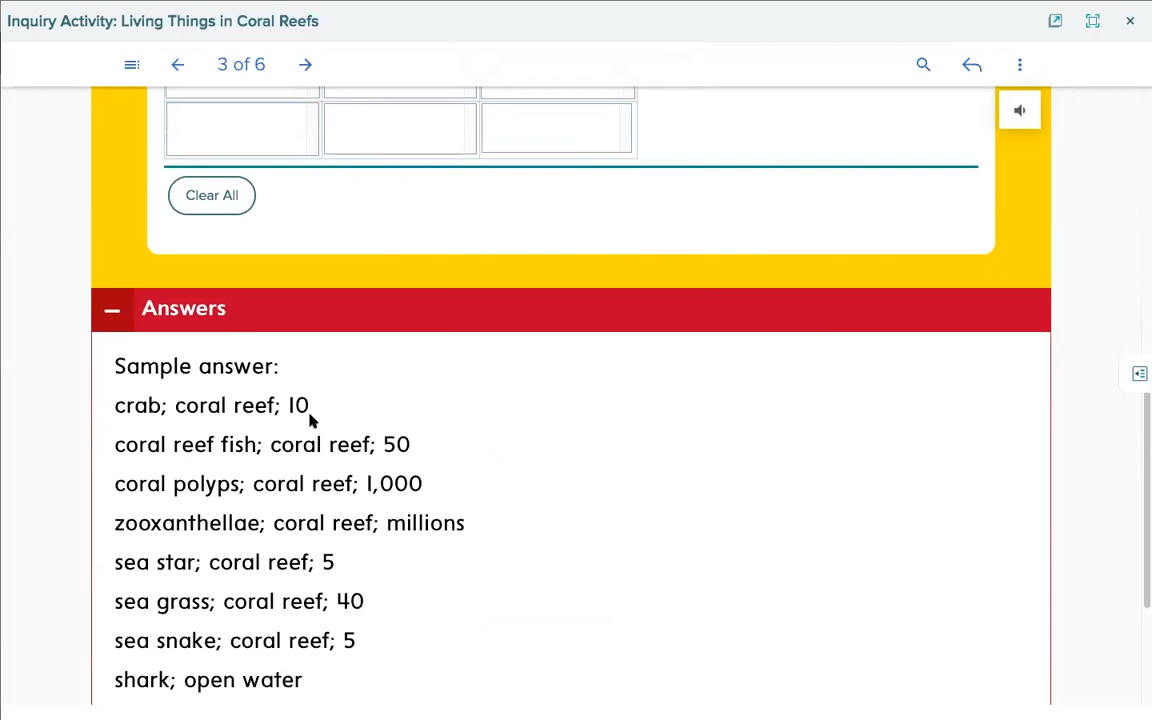 Inquiry Activity: Living Things in Coral Reefs
3 of 6
Clear All
Answers
Sample answer:
crab; coral reef; 10
coral reef fish; coral reef; 50
coral polyps; coral reef; 1,000
zooxanthellae; coral reef; millions
sea star; coral reef; 5
sea grass; coral reef; 40
sea snake; coral reef; 5
shark; open water